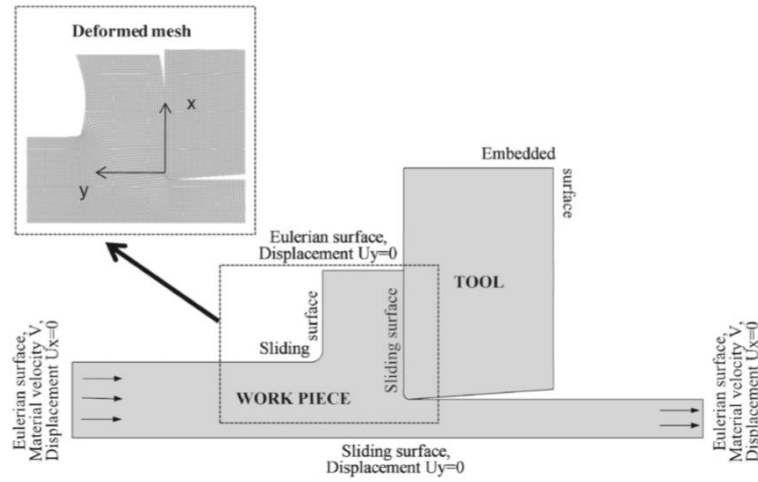 Deformed mesh
x
y
Embedded
surface
Eulerian surface,
Displacement Uy=0
TOOL
surface
Sliding
Sliding surface
WORK PIECE
Eulerian surface,
Material velocity V,
Displacement Ux=0
Eulerian surface,
Material velocity V,
Displacement Ux=0
Sliding surface,
Displacement Uy=0